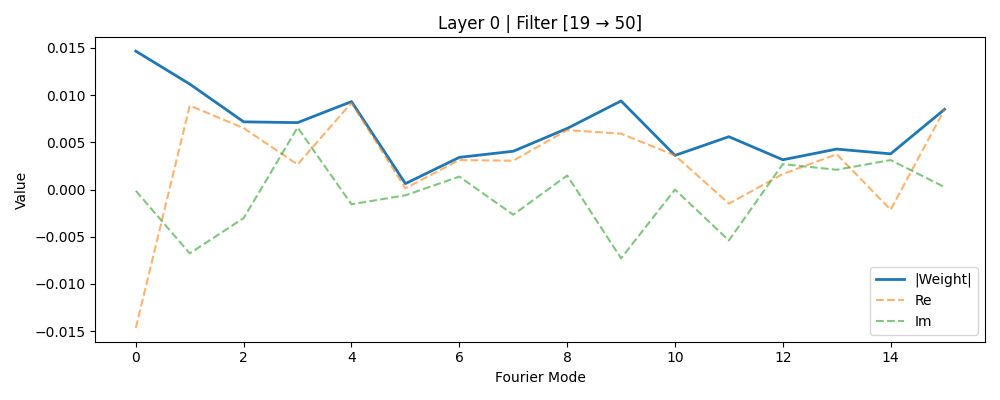 Layer 0 | Filter [19 → 50]
Value
0.015
0.010
0.005
0.000
−0.005
−0.010
−0.015
|Weight|
Re
Im
0 2 4 6 8 10 12 14
Fourier Mode